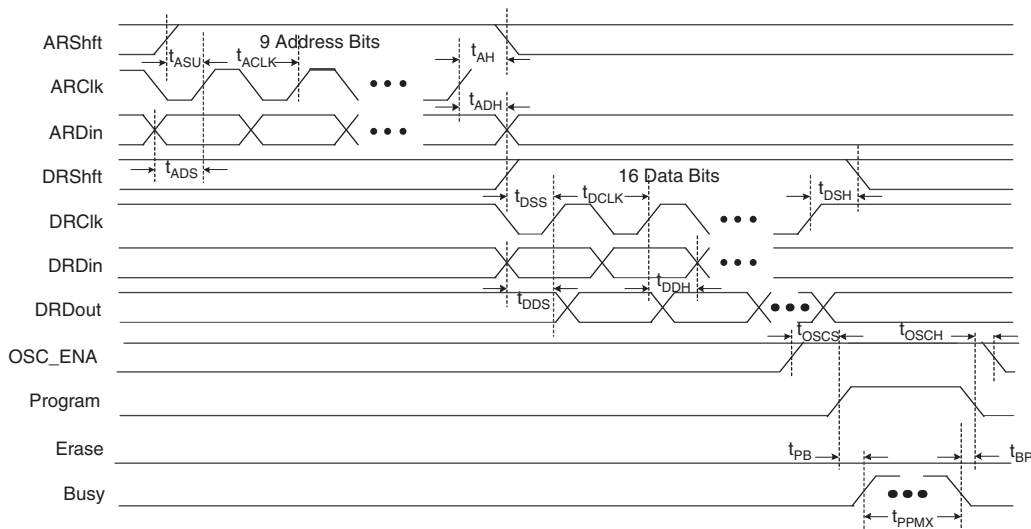 ARShft
9 Address Bits
tASU
tACLK
tAH
ARClk
tADH
ARDin
tADS
DRShft
16 Data Bits
tDSS
tDCLK
tDSH
DRClk
DRDin
tDDS
tDDH
DRDout
tOSCS
tOSCH
OSC_ENA
Program
Erase
tPB
tBP
Busy
tPPMX